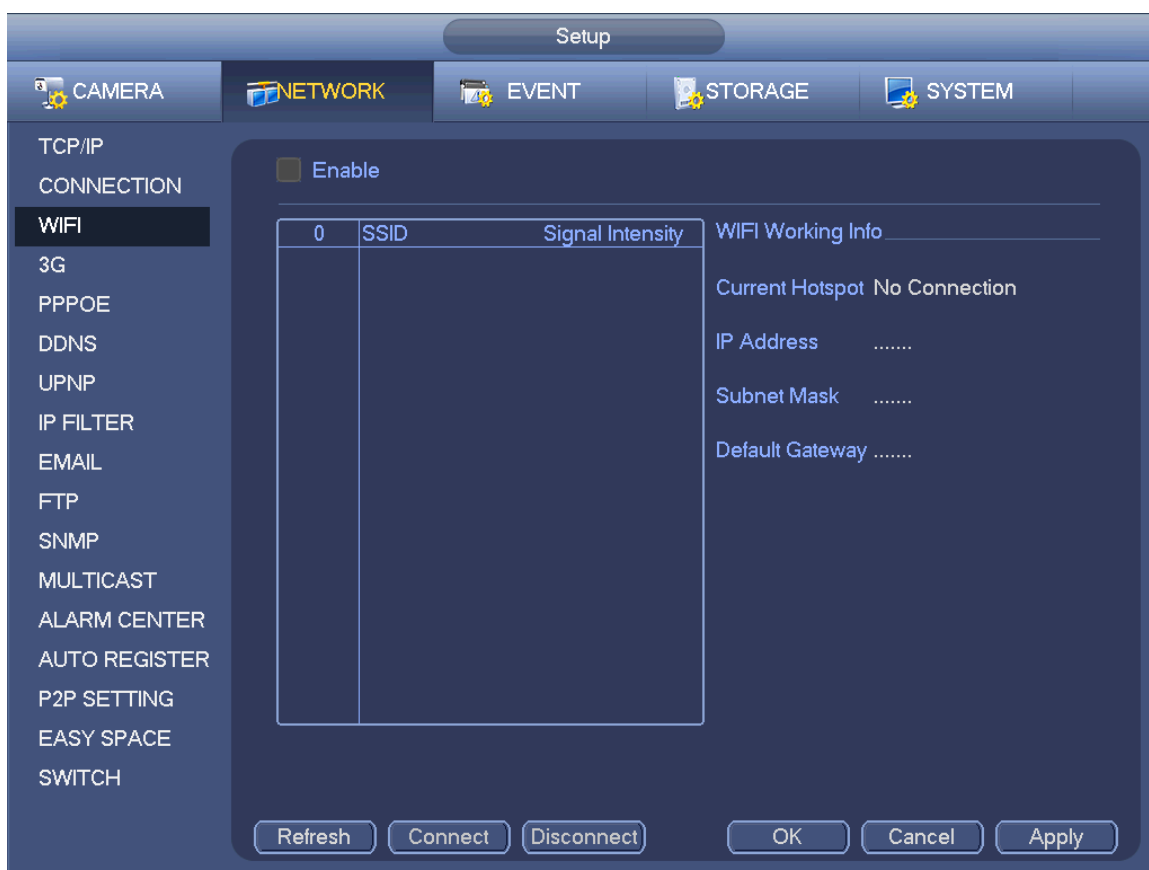 Setup
CAMERA NETWORK EVENT STORAGE SYSTEM
TCP/IP
CONNECTION
WIFI
3G
PPPOE
DDNS
UPNP
IP FILTER
EMAIL
FTP
SNMP
MULTICAST
ALARM CENTER
AUTO REGISTER
P2P SETTING
EASY SPACE
SWITCH
Enable
0 SSID Signal Intensity
WIFI Working Info
Current Hotspot No Connection
IP Address .......
Subnet Mask .......
Default Gateway .......
Refresh Connect Disconnect OK Cancel Apply